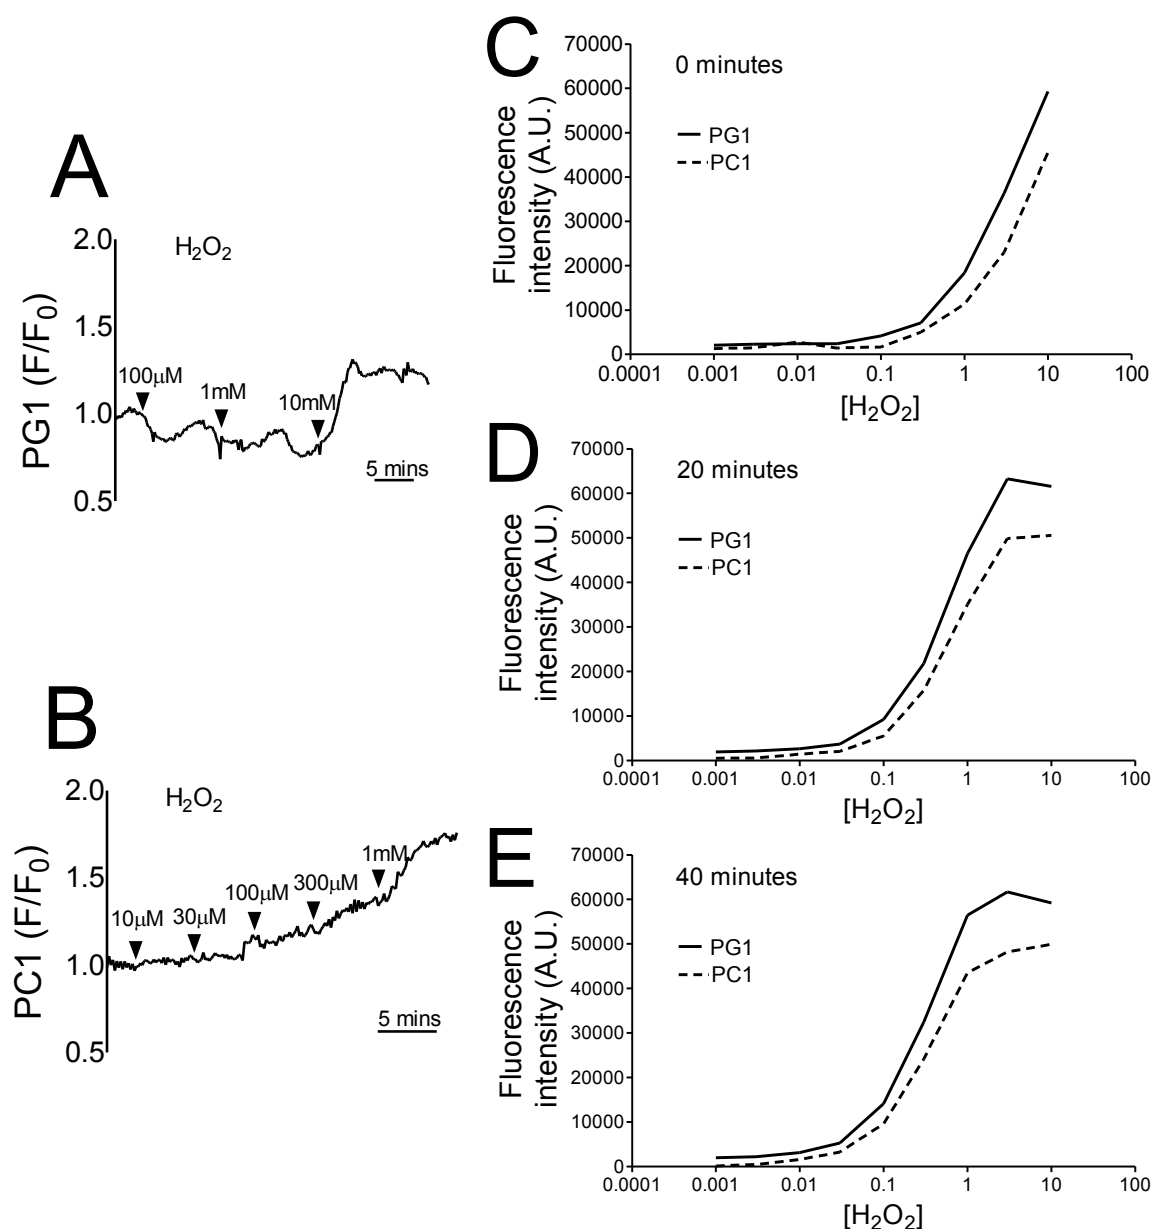 A
H₂O₂
PG1 (F/F₀)
2.0
1.5
1.0
0.5
100μM
1mM
10mM
5 mins
B
H₂O₂
PC1 (F/F₀)
2.0
1.5
1.0
0.5
10μM
30μM
100μM
300μM
1mM
5 mins
C
0 minutes
Fluorescence
intensity (A.U.)
70000
60000
50000
40000
30000
20000
10000
0
PG1
PC1
0.0001 0.001 0.01 0.1 1 10 100
[H₂O₂]
D
20 minutes
Fluorescence
intensity (A.U.)
70000
60000
50000
40000
30000
20000
10000
0
PG1
PC1
0.0001 0.001 0.01 0.1 1 10 100
[H₂O₂]
E
40 minutes
Fluorescence
intensity (A.U.)
70000
60000
50000
40000
30000
20000
10000
0
PG1
PC1
0.0001 0.001 0.01 0.1 1 10 100
[H₂O₂]